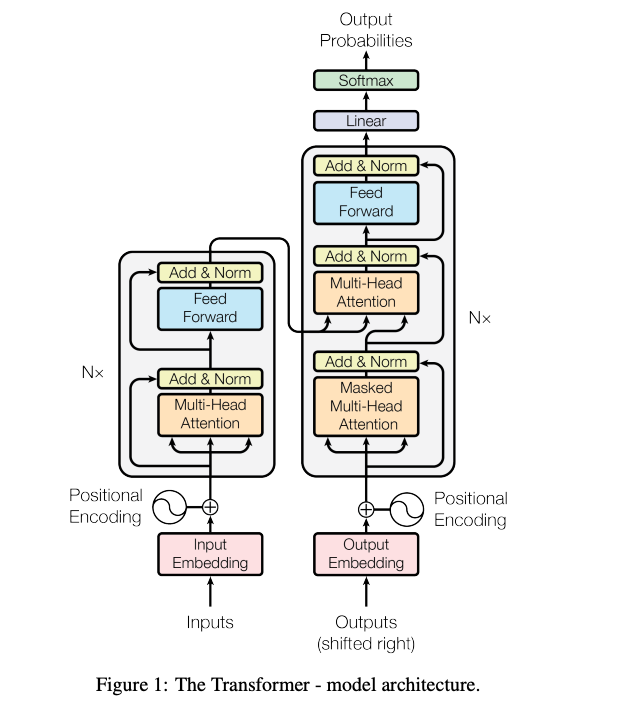 Output
Probabilities
Softmax
Linear
Add & Norm
Feed
Forward
Add & Norm
Multi-Head
Attention
Add & Norm
Masked
Multi-Head
Attention
N×
Add & Norm
Feed
Forward
Add & Norm
Multi-Head
Attention
N×
Positional
Encoding
Positional
Encoding
Input
Embedding
Output
Embedding
Inputs
Outputs
(shifted right)
Figure 1: The Transformer - model architecture.